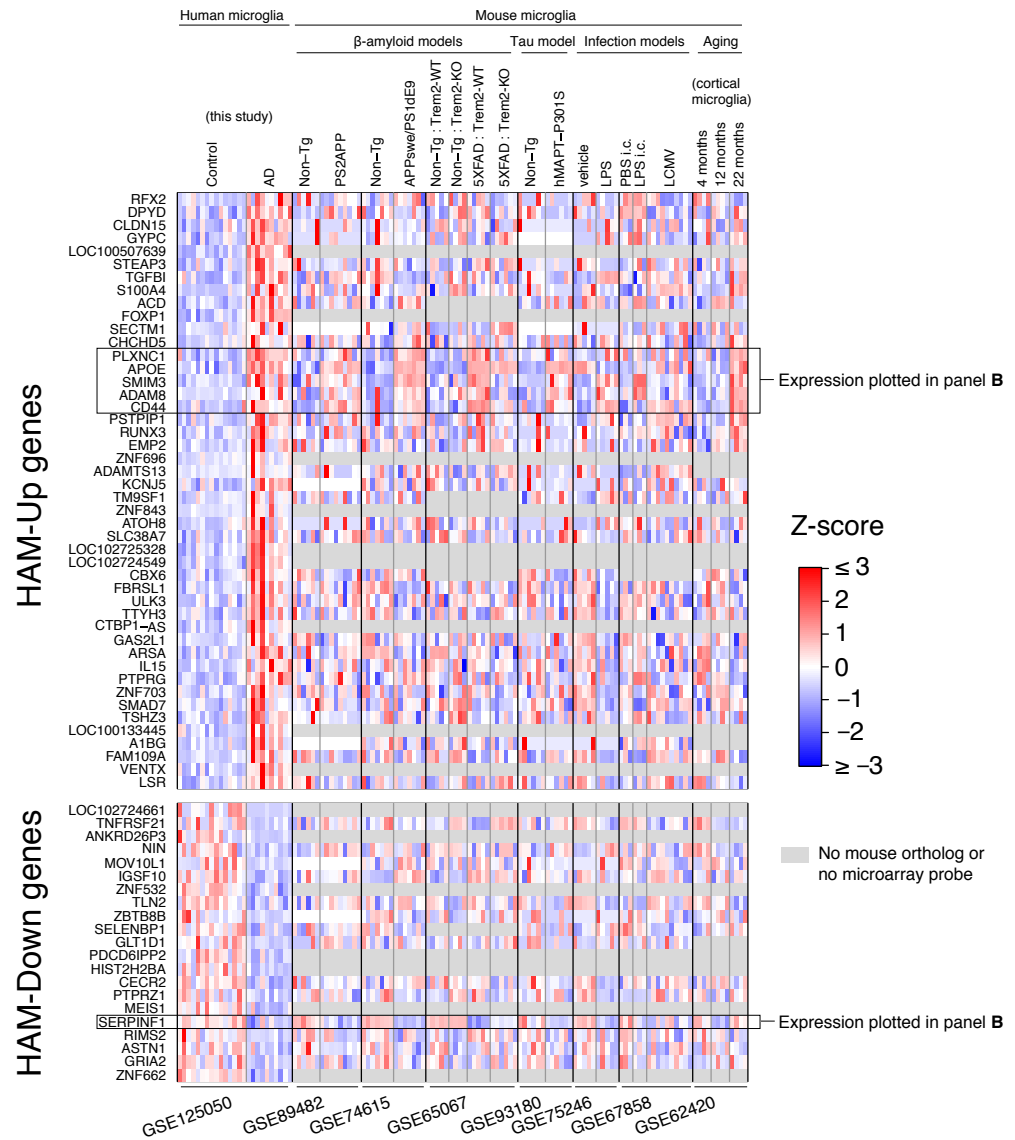 Human microglia
Mouse microglia
β-amyloid models
Tau model
Infection models
Aging
(this study)
(cortical
microglia)
Control
AD
Non–Tg
PS2APP
Non–Tg
APPswe/PS1dE9
Non–Tg : Trem2-WT
Non–Tg : Trem2-KO
5XFAD : Trem2-WT
5XFAD : Trem2-KO
Non–Tg
hMAPT–P301S
vehicle
LPS
PBS i.c.
LPS i.c.
LCMV
4 months
12 months
22 months
HAM-Up genes
RFX2
DPYD
CLDN15
GYPC
LOC100507639
STEAP3
TGFBI
S100A4
ACD
FOXP1
SECTM1
CHCHD5
PLXNC1
APOE
SMIM3
ADAM8
CD44
Expression plotted in panel B
PSTPIP1
RUNX3
EMP2
ZNF696
ADAMTS13
KCNJ5
TM9SF1
ZNF843
ATOH8
SLC38A7
LOC102725328
LOC102724549
CBX6
FBRSL1
ULK3
TTYH3
CTBP1–AS
GAS2L1
ARSA
IL15
PTPRG
ZNF703
SMAD7
TSHZ3
LOC100133445
A1BG
FAM109A
VENTX
LSR
Z-score
≤ 3
2
1
0
−1
−2
≥ −3
HAM-Down genes
LOC102724661
TNFRSF21
ANKRD26P3
NIN
MOV10L1
IGSF10
ZNF532
TLN2
ZBTB8B
SELENBP1
GLT1D1
PDCD6IPP2
HIST2H2BA
CECR2
PTPRZ1
MEIS1
SERPINF1
RIMS2
ASTN1
GRIA2
ZNF662
No mouse ortholog or
no microarray probe
Expression plotted in panel B
GSE125050
GSE89482
GSE74615
GSE65067
GSE93180
GSE75246
GSE67858
GSE62420